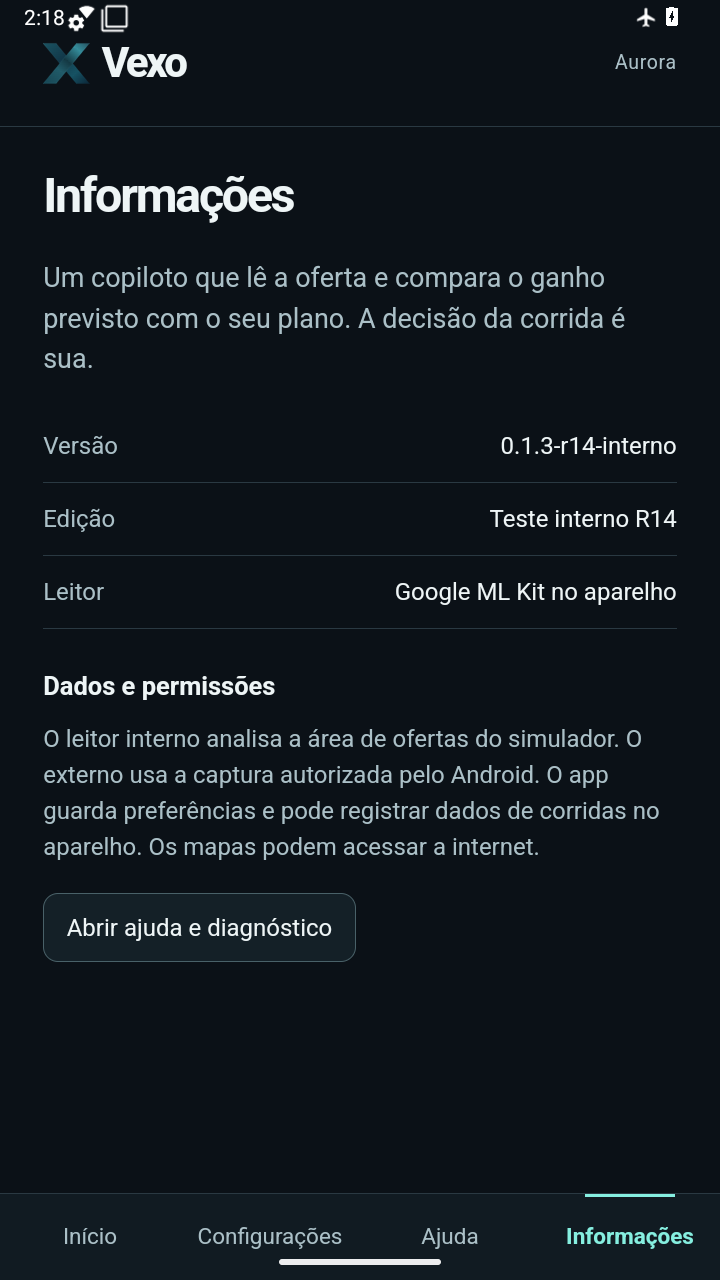 2:18
Vexo
Aurora
Informações
Um copiloto que lê a oferta e compara o ganho
previsto com o seu plano. A decisão da corrida é
sua.
Versão
0.1.3-r14-interno
Edição
Teste interno R14
Leitor
Google ML Kit no aparelho
Dados e permissões
O leitor interno analisa a área de ofertas do simulador. O
externo usa a captura autorizada pelo Android. O app
guarda preferências e pode registrar dados de corridas no
aparelho. Os mapas podem acessar a internet.
Abrir ajuda e diagnóstico
Início
Configurações
Ajuda
Informações